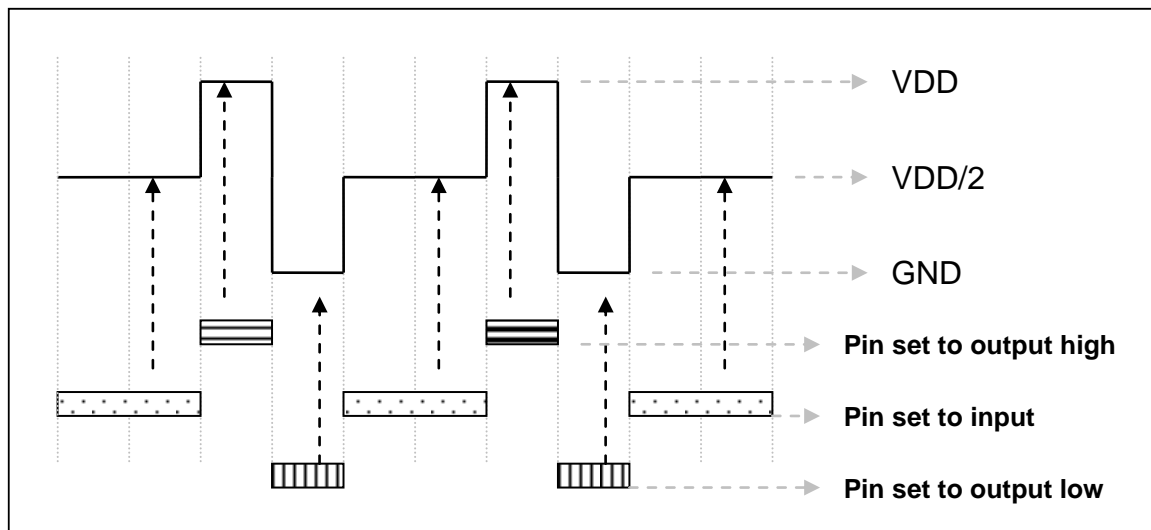 VDD
VDD/2
GND
Pin set to output high
Pin set to input
Pin set to output low